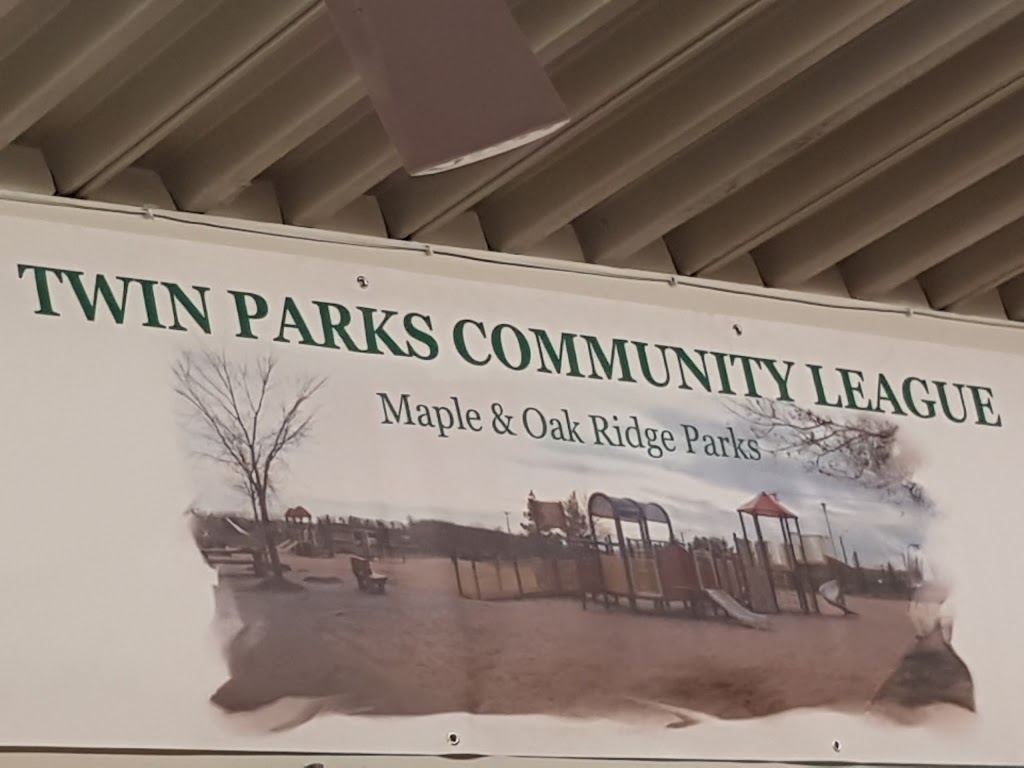 TWIN PARKS COMMUNITY LEAGUE
Maple & Oak Ridge Parks